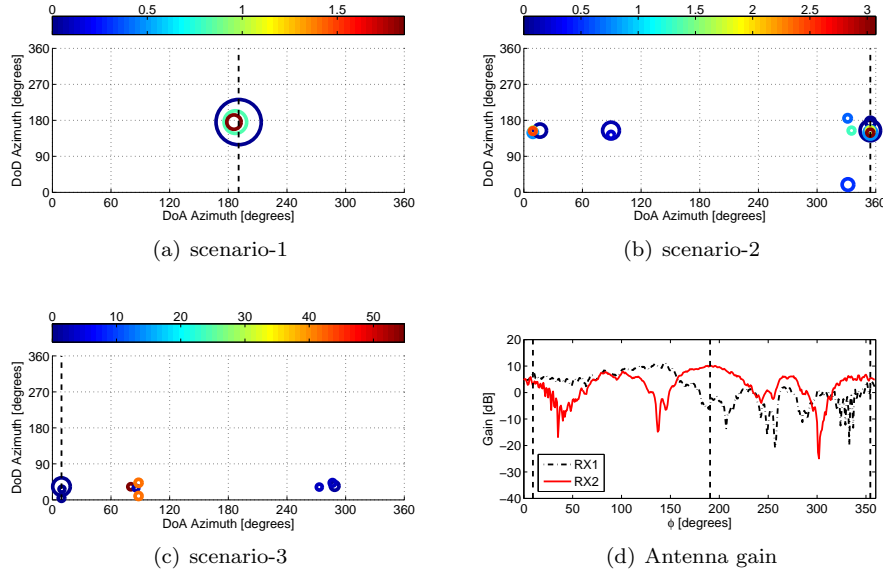 0 0.5 1 1.5
360
270
180
90
0
DoD Azimuth [degrees]
0 60 120 180 240 300 360
DoA Azimuth [degrees]
(a) scenario-1
0 0.5 1 1.5 2 2.5 3
360
270
180
90
0
DoD Azimuth [degrees]
0 60 120 180 240 300 360
DoA Azimuth [degrees]
(b) scenario-2
0 10 20 30 40 50
360
270
180
90
0
DoD Azimuth [degrees]
0 60 120 180 240 300 360
DoA Azimuth [degrees]
(c) scenario-3
20
10
0
−10
−20
−30
−40
Gain [dB]
RX1
RX2
0 50 100 150 200 250 300 350
ϕ [degrees]
(d) Antenna gain